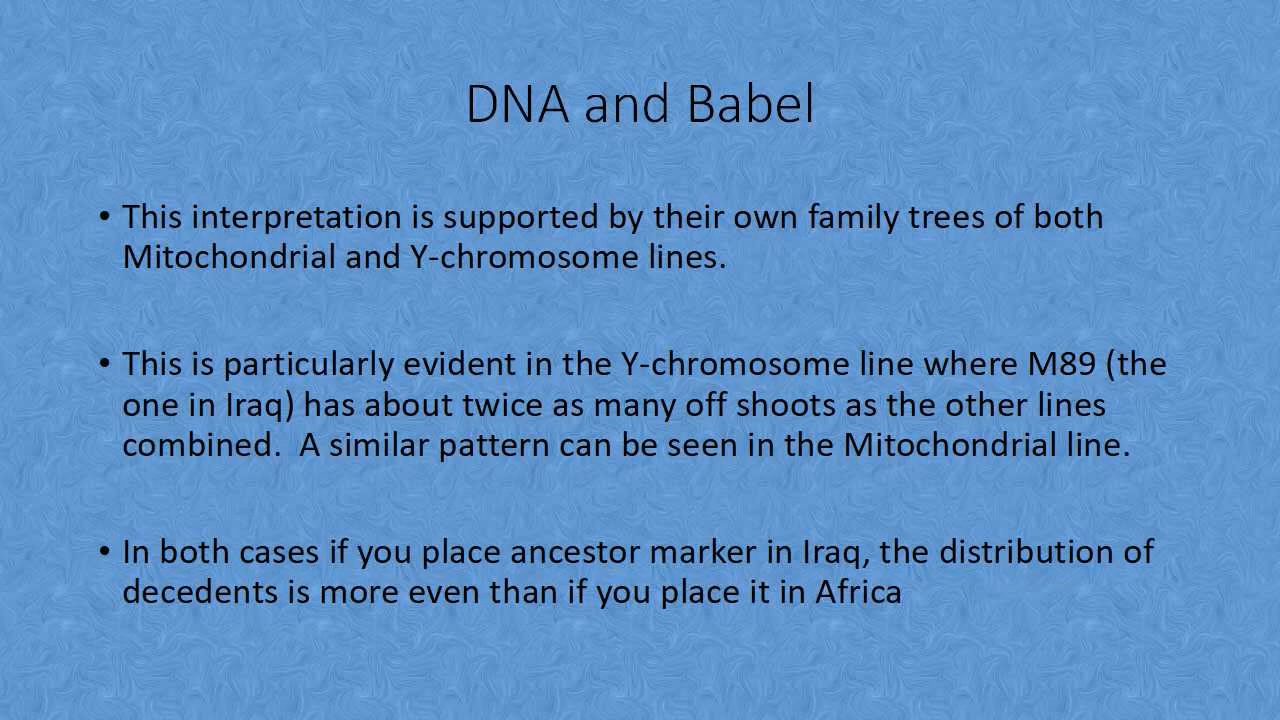 DNA and Babel
• This interpretation is supported by their own family trees of both
Mitochondrial and Y-chromosome lines.
• This is particularly evident in the Y-chromosome line where M89 (the
one in Iraq) has about twice as many off shoots as the other lines
combined.  A similar pattern can be seen in the Mitochondrial line.
• In both cases if you place ancestor marker in Iraq, the distribution of
decedents is more even than if you place it in Africa